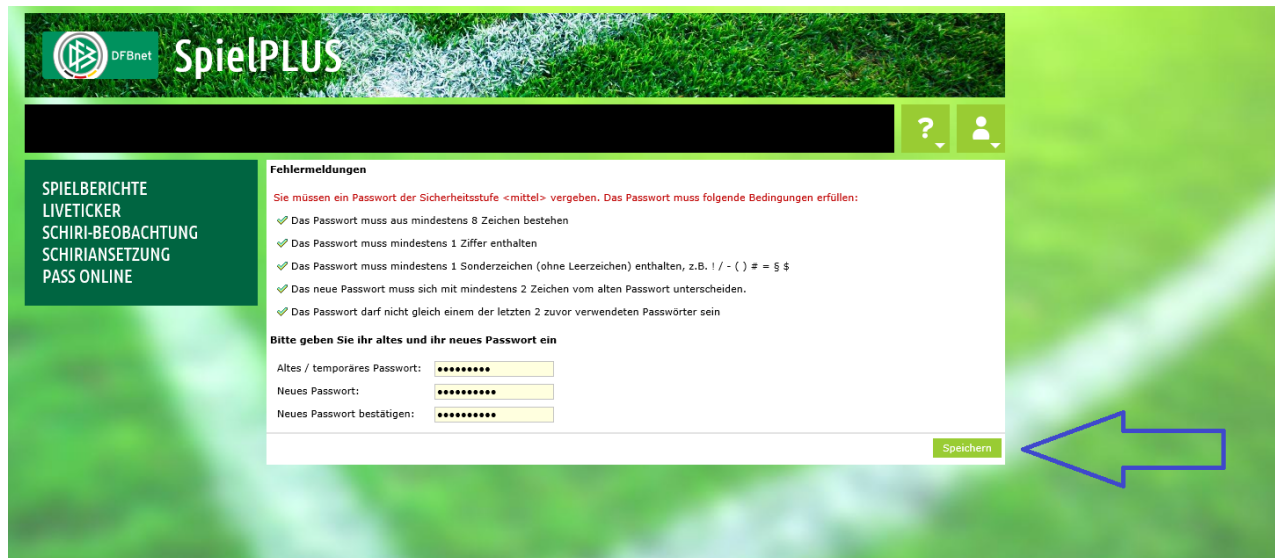 DFBnet SpielPLUS
?
SPIELBERICHTE
LIVETICKER
SCHIRI-BEOBACHTUNG
SCHIRIANSETZUNG
PASS ONLINE
Fehlermeldungen
Sie müssen ein Passwort der Sicherheitsstufe <mittel> vergeben. Das Passwort muss folgende Bedingungen erfüllen:
Das Passwort muss aus mindestens 8 Zeichen bestehen
Das Passwort muss mindestens 1 Ziffer enthalten
Das Passwort muss mindestens 1 Sonderzeichen (ohne Leerzeichen) enthalten, z.B. ! / - ( ) # = § $
Das neue Passwort muss sich mit mindestens 2 Zeichen vom alten Passwort unterscheiden.
Das Passwort darf nicht gleich einem der letzten 2 zuvor verwendeten Passwörter sein
Bitte geben Sie ihr altes und ihr neues Passwort ein
Altes / temporäres Passwort: •••••••••
Neues Passwort: ••••••••••
Neues Passwort bestätigen: ••••••••••
Speichern